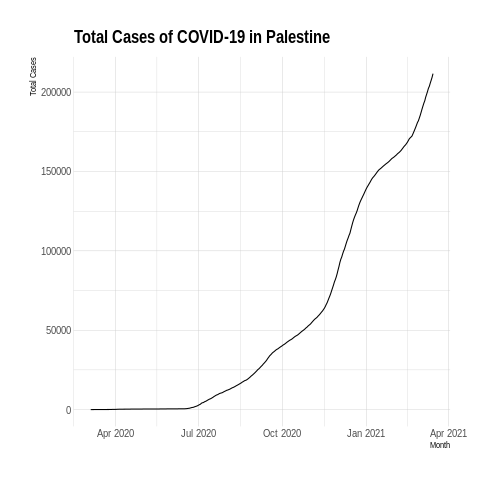 Total Cases of COVID-19 in Palestine
Total Cases
200000
150000
100000
50000
0
Apr 2020 Jul 2020 Oct 2020 Jan 2021 Apr 2021
Month